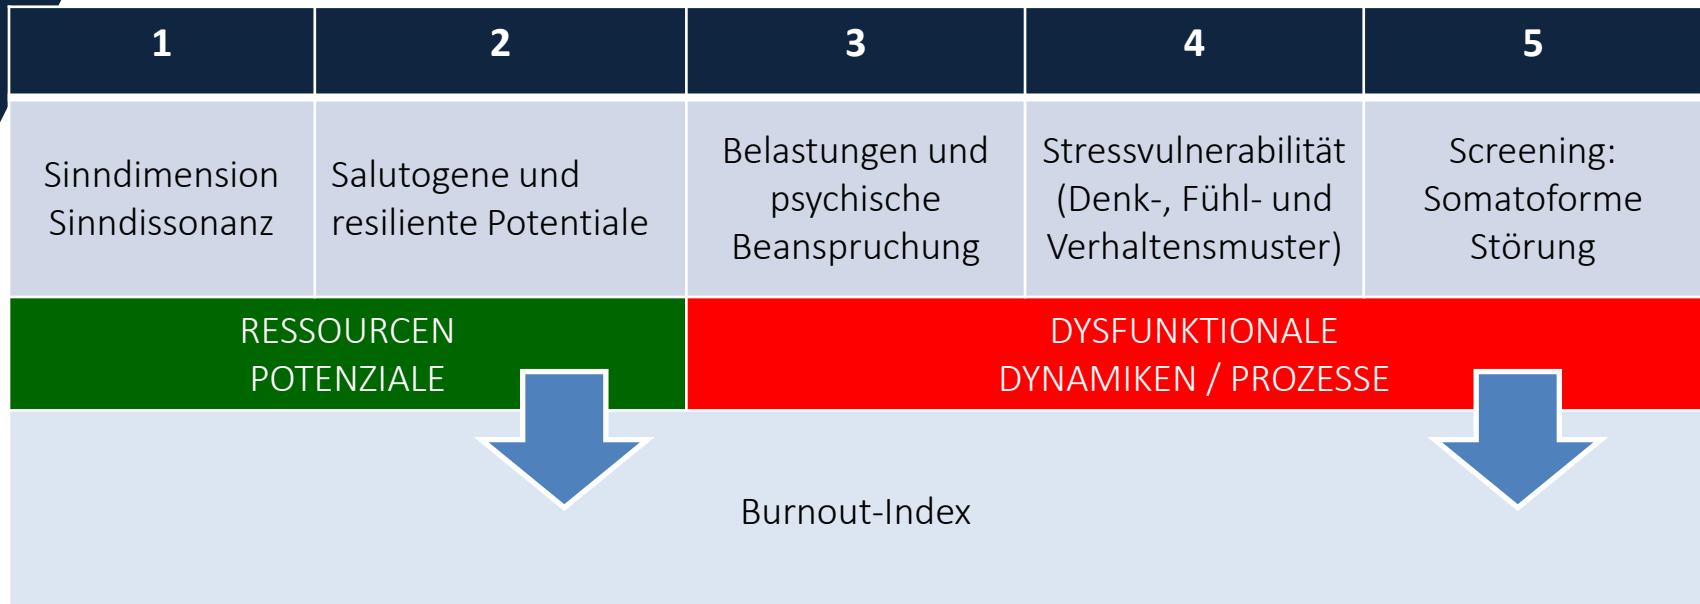 1
2
3
4
5
Sinndimension
Sinndissonanz
Salutogene und
resiliente Potentiale
Belastungen und
psychische
Beanspruchung
Stressvulnerabilität
(Denk-, Fühl- und
Verhaltensmuster)
Screening:
Somatoforme
Störung
RESSOURCEN
POTENZIALE
DYSFUNKTIONALE
DYNAMIKEN / PROZESSE
Burnout-Index